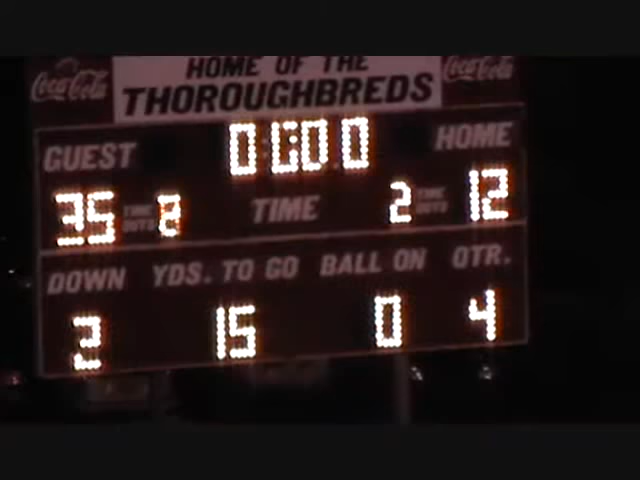 HOME OF THE
Coca-Cola THOROUGHBREDS Coca-Cola
GUEST 0:00.0 HOME
35 TIME OUTS 2 TIME 2 TIME OUTS 12
DOWN YDS. TO GO BALL ON QTR.
2 15 0 4